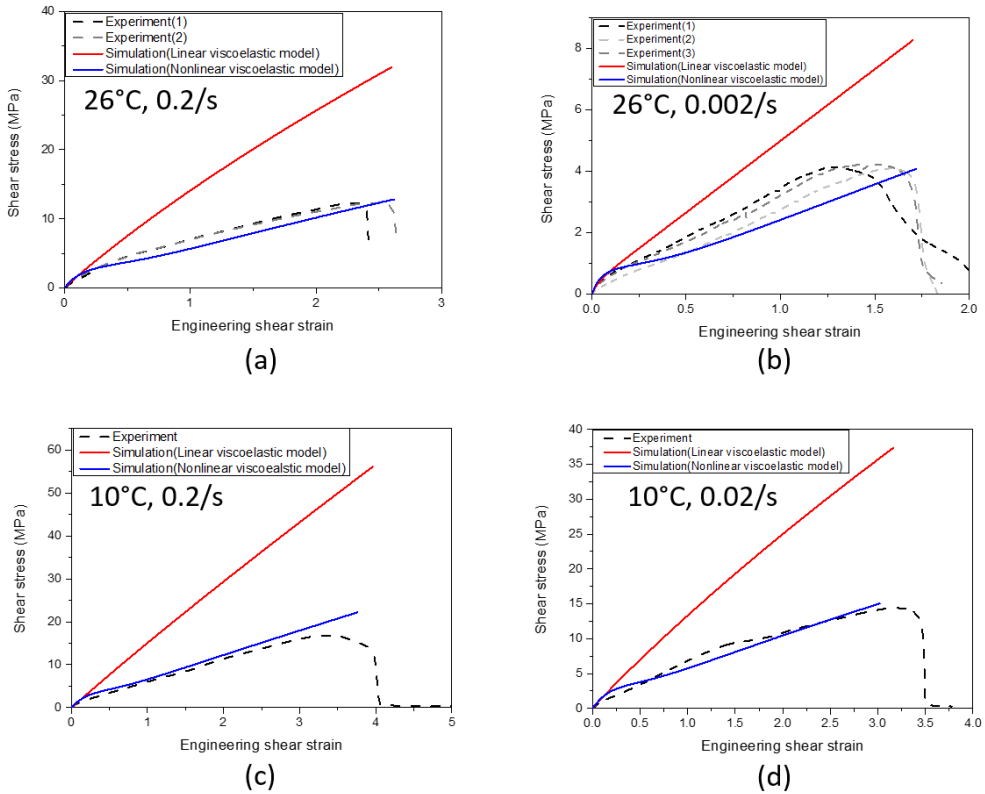 Experiment(1)
Experiment(2)
Simulation(Linear viscoelastic model)
Simulation(Nonlinear viscoelastic model)
26°C, 0.2/s
Shear stress (MPa)
40
30
20
10
0
0
1
2
3
Engineering shear strain
(a)
Experiment(1)
Experiment(2)
Experiment(3)
Simulation(Linear viscoelastic model)
Simulation(Nonlinear viscoelastic model)
26°C, 0.002/s
Shear stress (MPa)
8
6
4
2
0
0.0
0.5
1.0
1.5
2.0
Engineering shear strain
(b)
Experiment
Simulation(Linear viscoelastic model)
Simulation(Nonlinear viscoealstic model)
10°C, 0.2/s
Shear stress (MPa)
60
50
40
30
20
10
0
0
1
2
3
4
5
Engineering shear strain
(c)
Experiment
Simulation(Linear viscoelastic model)
Simulation(Nonlinear viscoelastic model)
10°C, 0.02/s
Shear stress (MPa)
40
35
30
25
20
15
10
5
0
0.0
0.5
1.0
1.5
2.0
2.5
3.0
3.5
4.0
Engineering shear strain
(d)